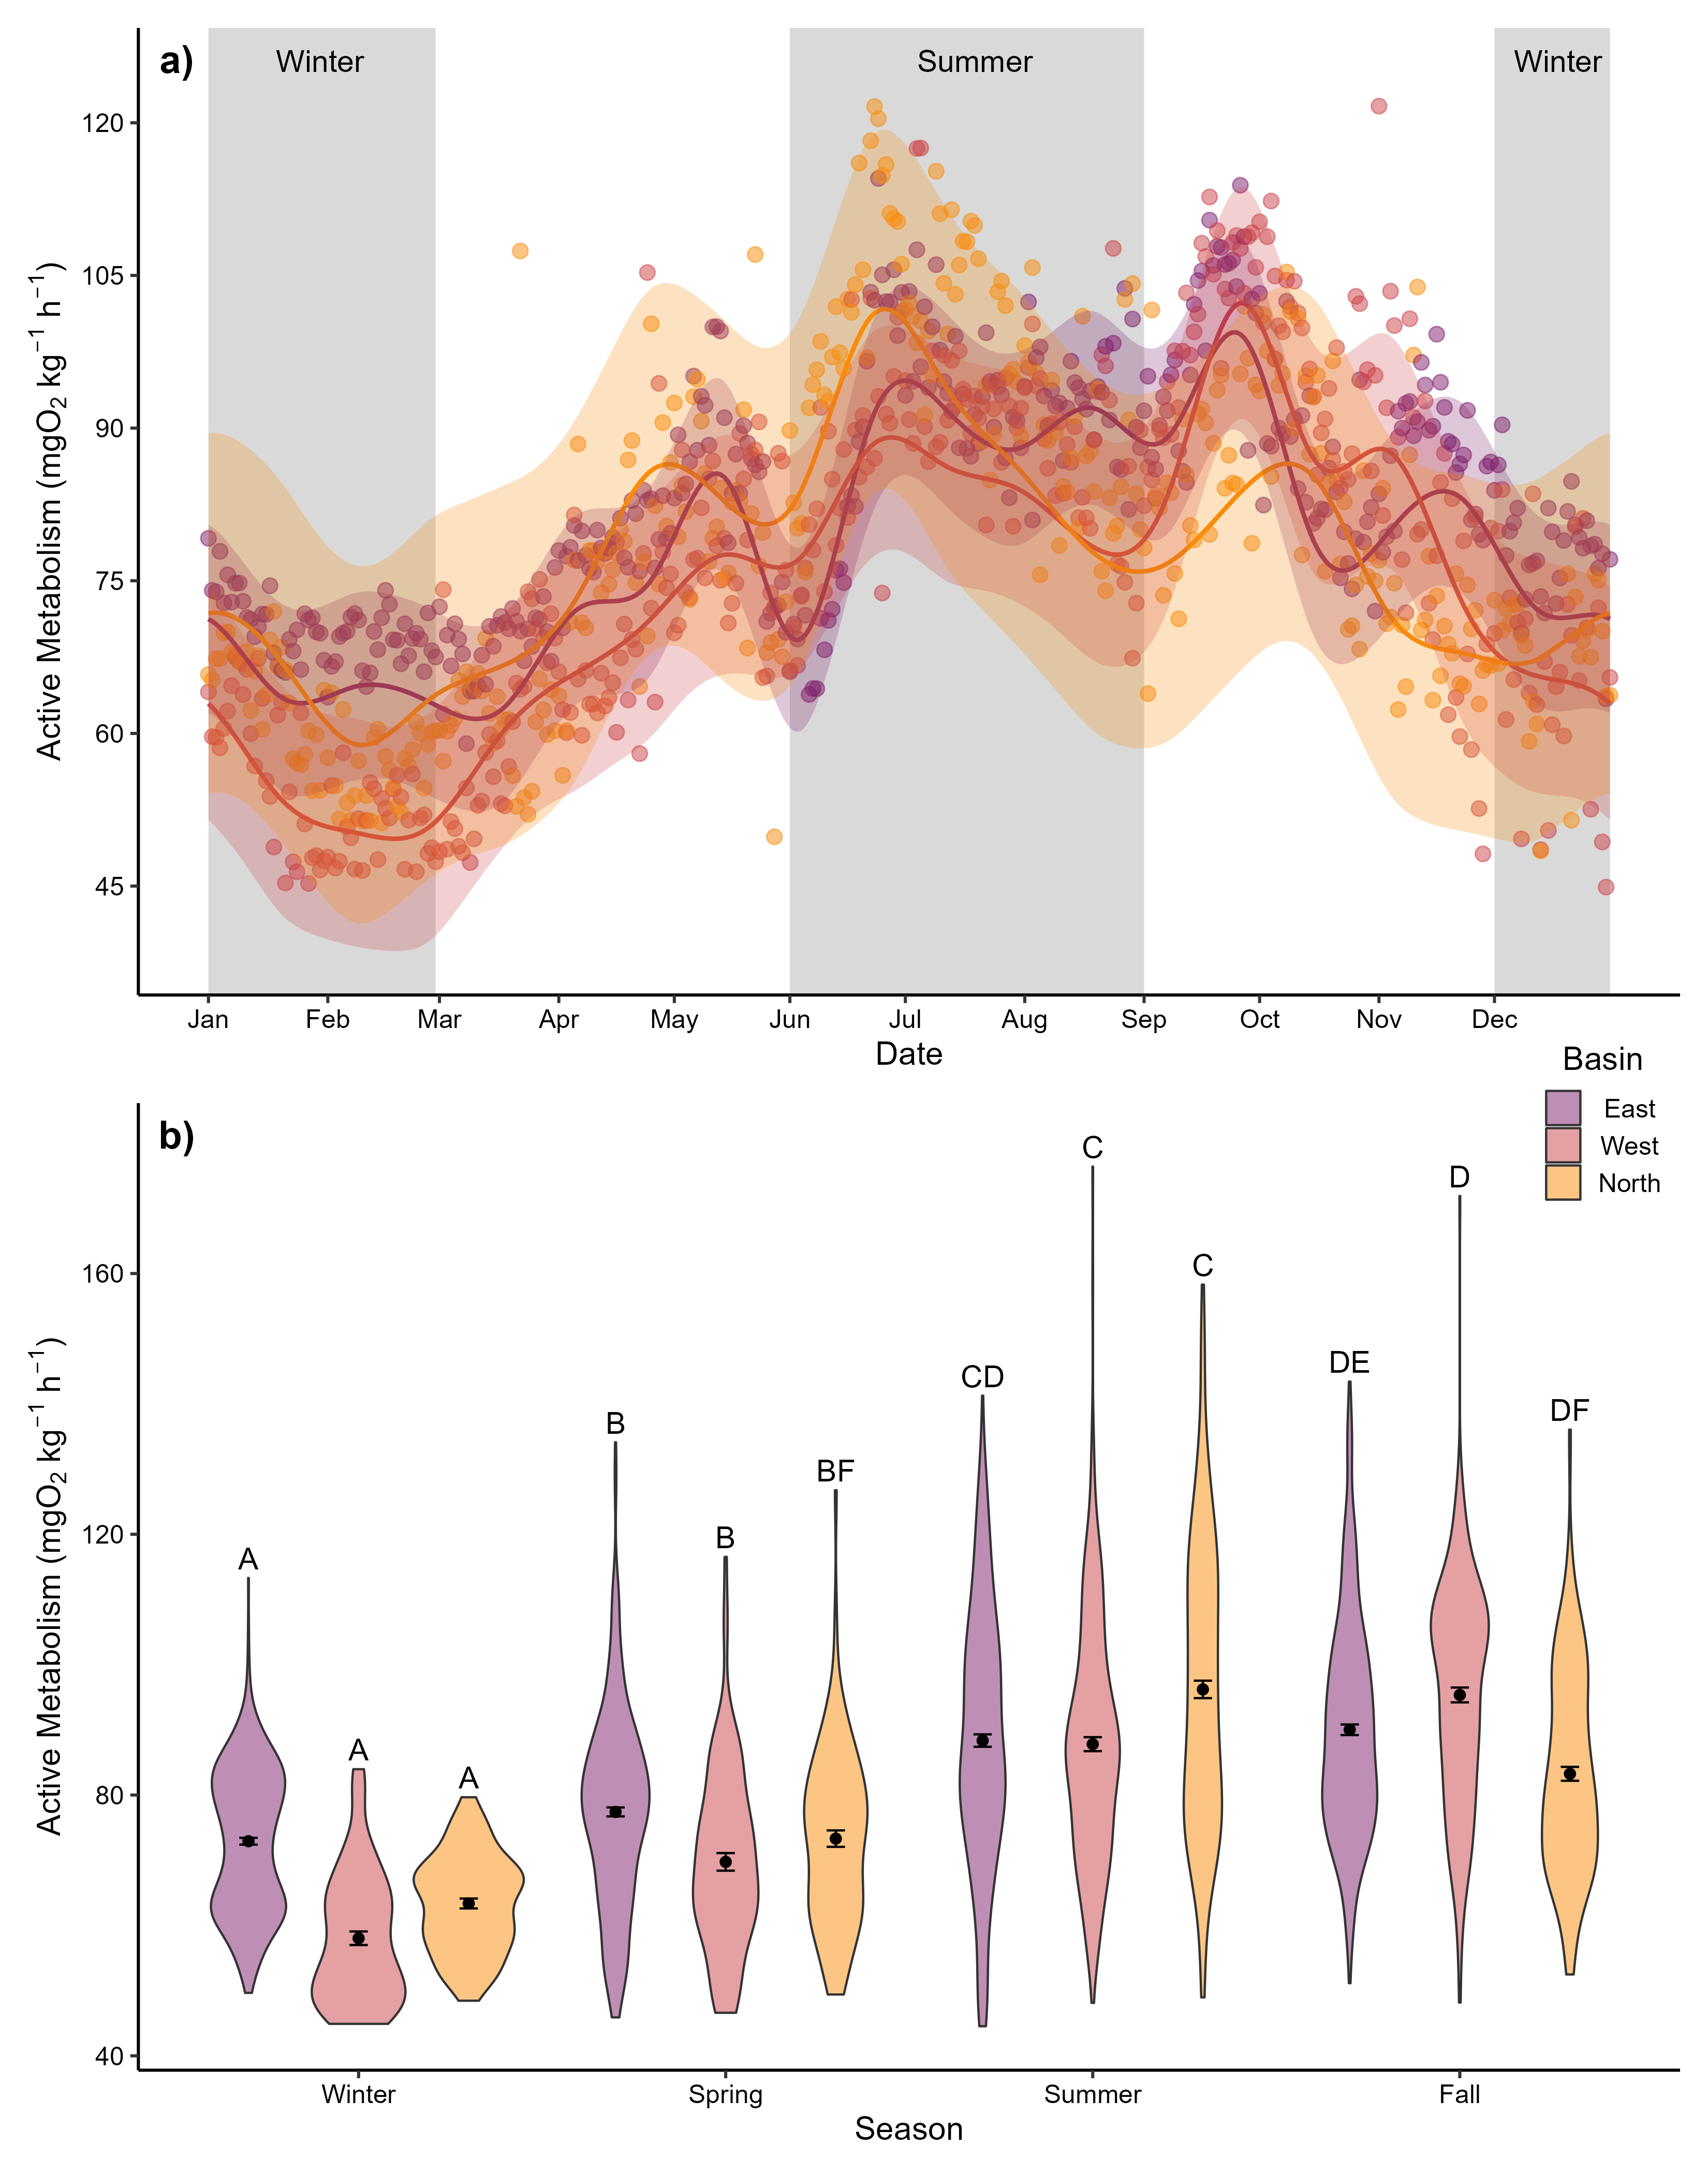 a)
Winter
Summer
Winter
120
105
90
75
60
45
Active Metabolism (mgO₂ kg⁻¹ h⁻¹)
Jan Feb Mar Apr May Jun Jul Aug Sep Oct Nov Dec
Date
Basin
East
West
North
b)
A
A
A
B
B
BF
CD
C
C
DE
D
DF
160
120
80
40
Active Metabolism (mgO₂ kg⁻¹ h⁻¹)
Winter Spring Summer Fall
Season